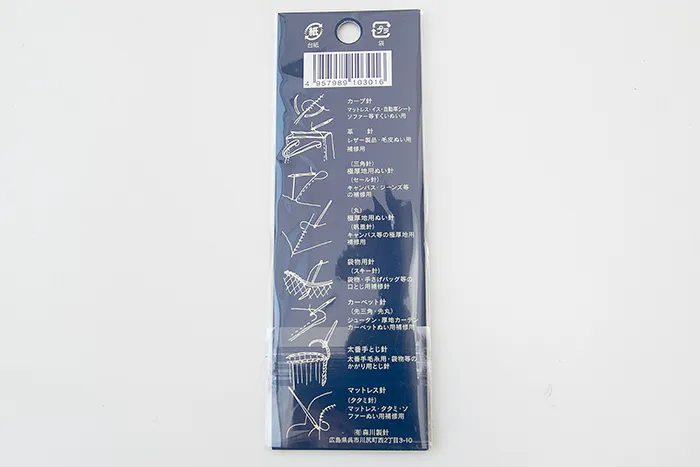 紙
台紙
プラ
袋
4 957989 103016
カーブ針
マットレス・イス・自動車シート
ソファー等すくいぬい用
革 針
レザー製品・毛皮ぬい用
補修用
(三角針)
極厚地用ぬい針
(セール針)
キャンバス・ジーンズ等
の補修用
(丸)
極厚地用ぬい針
(帆差針)
キャンバス等の極厚地用
補修用
袋物用針
(スキー針)
袋物・手さげバッグ等の
口とじ用補修針
カーペット針
(先三角・先丸)
ジュータン・厚地カーテン
カーペットぬい用補修用
太番手とじ針
太番手毛糸用・袋物等の
かがり用とじ針
マットレス針
(タタミ針)
マットレス・タタミ・ソ
ファーぬい用補修用
㈲森川製針
広島県呉市川尻町西2丁目3-10